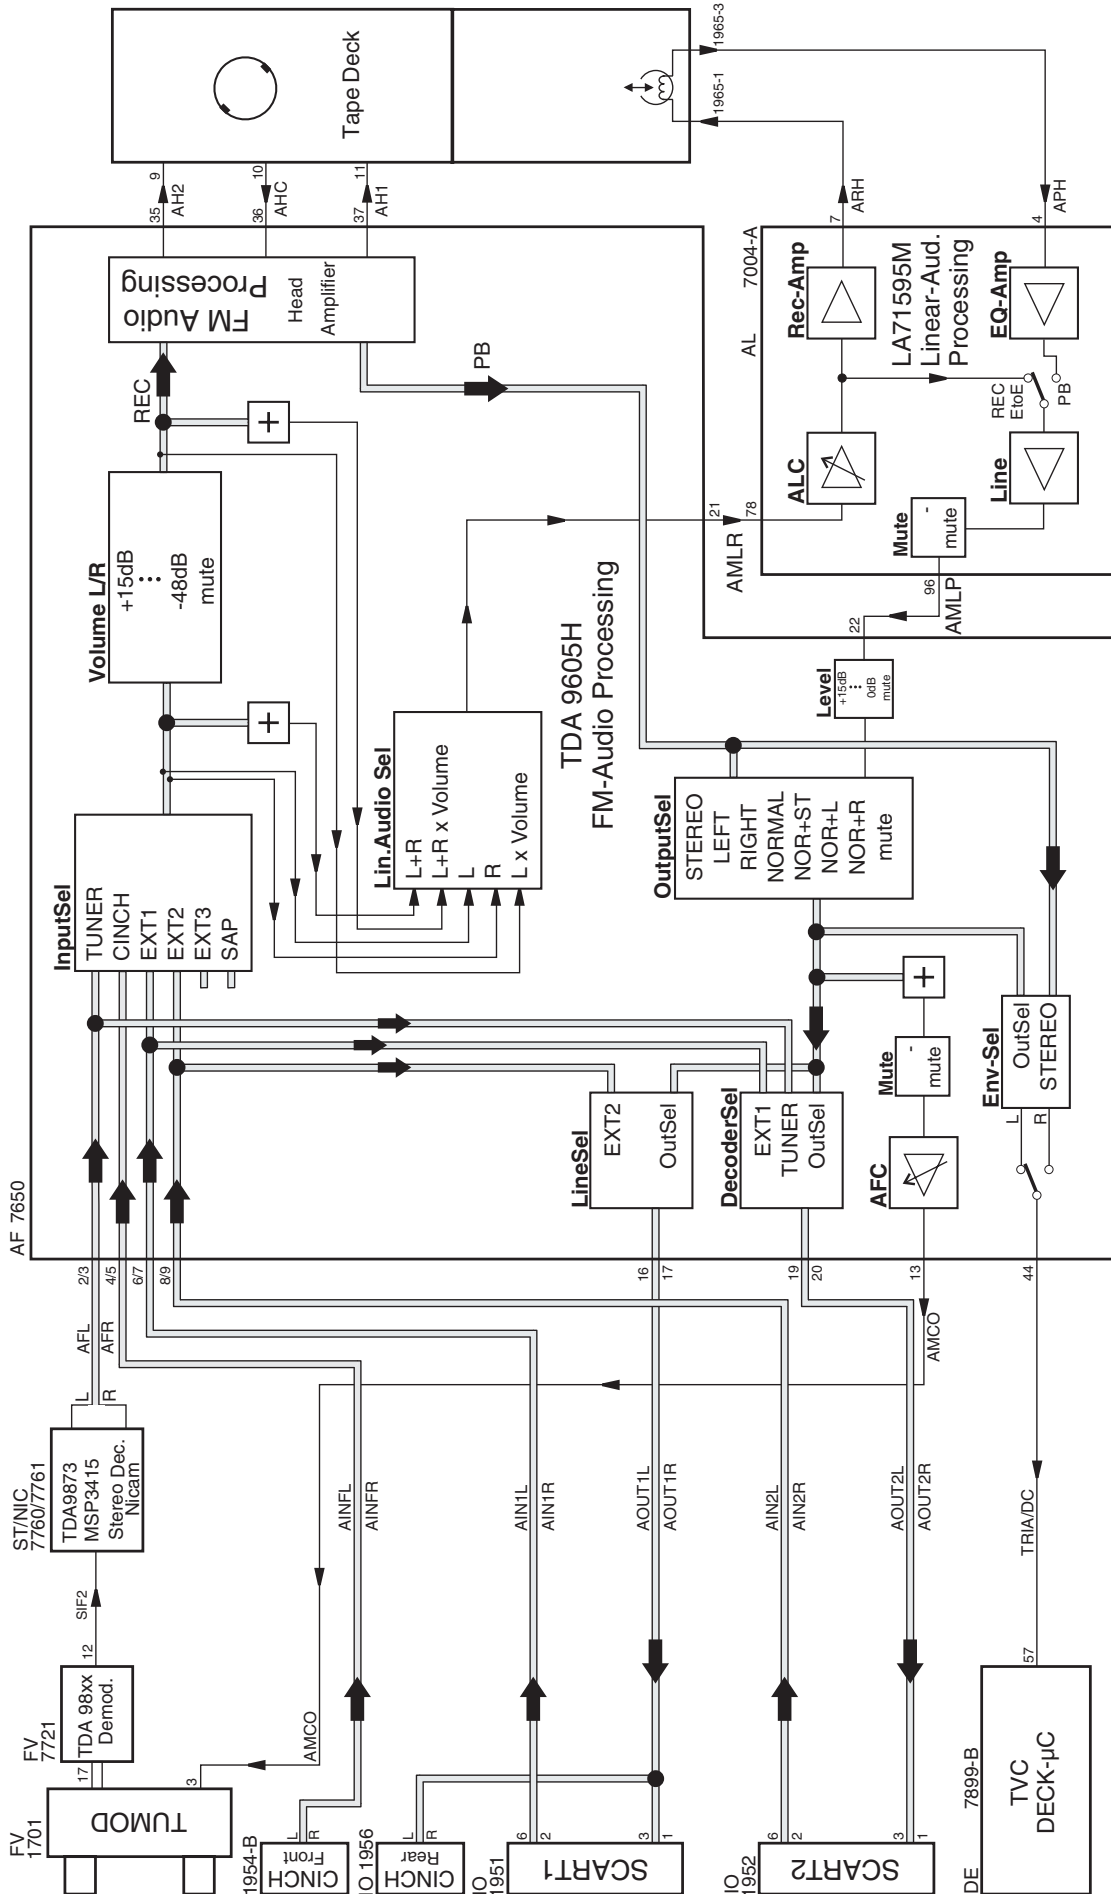 1965-3
1965-1
Tape Deck
9
10
11
35
AH2
36
AHC
37
AH1
FM Audio
Processing
Head
Amplifier
REC
PB
Volume L/R
+15dB
-48dB
mute
+
+
InputSel
TUNER
CINCH
EXT1
EXT2
EXT3
SAP
Lin.Audio Sel
L+R
L+R x Volume
L
R
L x Volume
TDA 9605H
FM-Audio Processing
ARH
7
APH
4
AL
7004-A
Rec-Amp
LA71595M
Linear-Aud.
Processing
EQ-Amp
ALC
REC
EtoE
PB
Line
Mute
-
mute
21
78
AMLR
96
AMLP
22
Level
+15dB
0dB
mute
OutputSel
STEREO
LEFT
RIGHT
NORMAL
NOR+ST
NOR+L
NOR+R
mute
+
Mute
-
mute
AFC
Env-Sel
OutSel
STEREO
L
R
LineSel
EXT2
OutSel
DecoderSel
EXT1
TUNER
OutSel
AF 7650
2/3
4/5
6/7
8/9
16
17
19
20
13
44
AFL
AFR
L
R
ST/NIC
7760/7761
TDA9873
MSP3415
Stereo Dec.
Nicam
SIF2
12
FV
7721
TDA 98xx
Demod.
17
3
FV
1701
TUMOD
AMCO
AMCO
AINFL
AINFR
AIN1L
AIN1R
AOUT1L
AOUT1R
AIN2L
AIN2R
AOUT2L
AOUT2R
TRIA/DC
1954-B
CINCH
Front
L
R
IO 1956
CINCH
Rear
L
R
IO
1951
SCART1
6
2
3
1
IO
1952
SCART2
6
2
3
1
DE
7899-B
TVC
DECK-µC
57